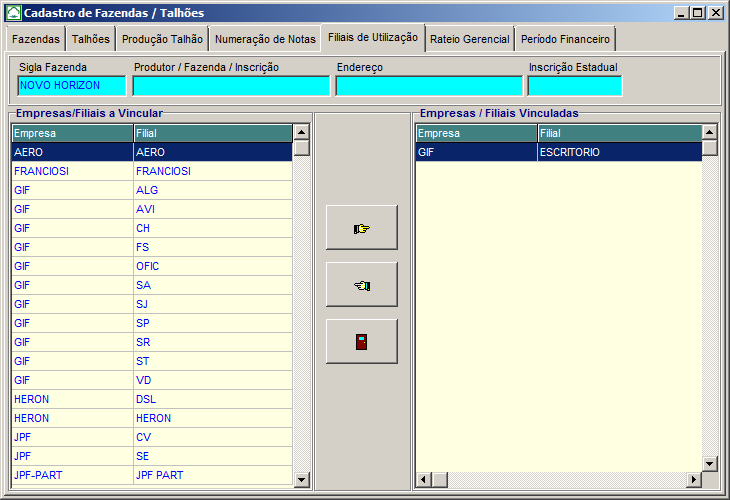 Cadastro de Fazendas / Talhões
Fazendas Talhões Produção Talhão Numeração de Notas Filiais de Utilização Rateio Gerencial Período Financeiro
Sigla Fazenda Produtor / Fazenda / Inscrição Endereço Inscrição Estadual
NOVO HORIZON
Empresas/Filiais a Vincular
Empresa Filial
AERO AERO
FRANCIOSI FRANCIOSI
GIF ALG
GIF AVI
GIF CH
GIF FS
GIF OFIC
GIF SA
GIF SJ
GIF SP
GIF SR
GIF ST
GIF VD
HERON DSL
HERON HERON
JPF CV
JPF SE
JPF-PART JPF PART
Empresas / Filiais Vinculadas
Empresa Filial
GIF ESCRITORIO